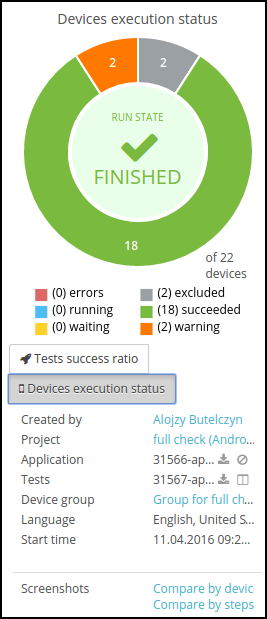 Devices execution status
2
2
RUN STATE
FINISHED
18
of 22
devices
(0) errors
(2) excluded
(0) running
(18) succeeded
(0) waiting
(2) warning
Tests success ratio
Devices execution status
Created by Alojzy Butelczyn
Project full check (Andro...
Application 31566-ap...
Tests 31567-ap...
Device group Group for full ch...
Language English, United S...
Start time 11.04.2016 09:2...
Screenshots Compare by devic
Compare by steps